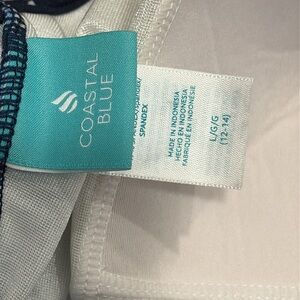 COASTAL
BLUE
SPANDEX
MADE IN INDONESIA
HECHO EN INDONESIA
FABRIQUÉ EN INDONÉSIE
L/G/G
(12-14)